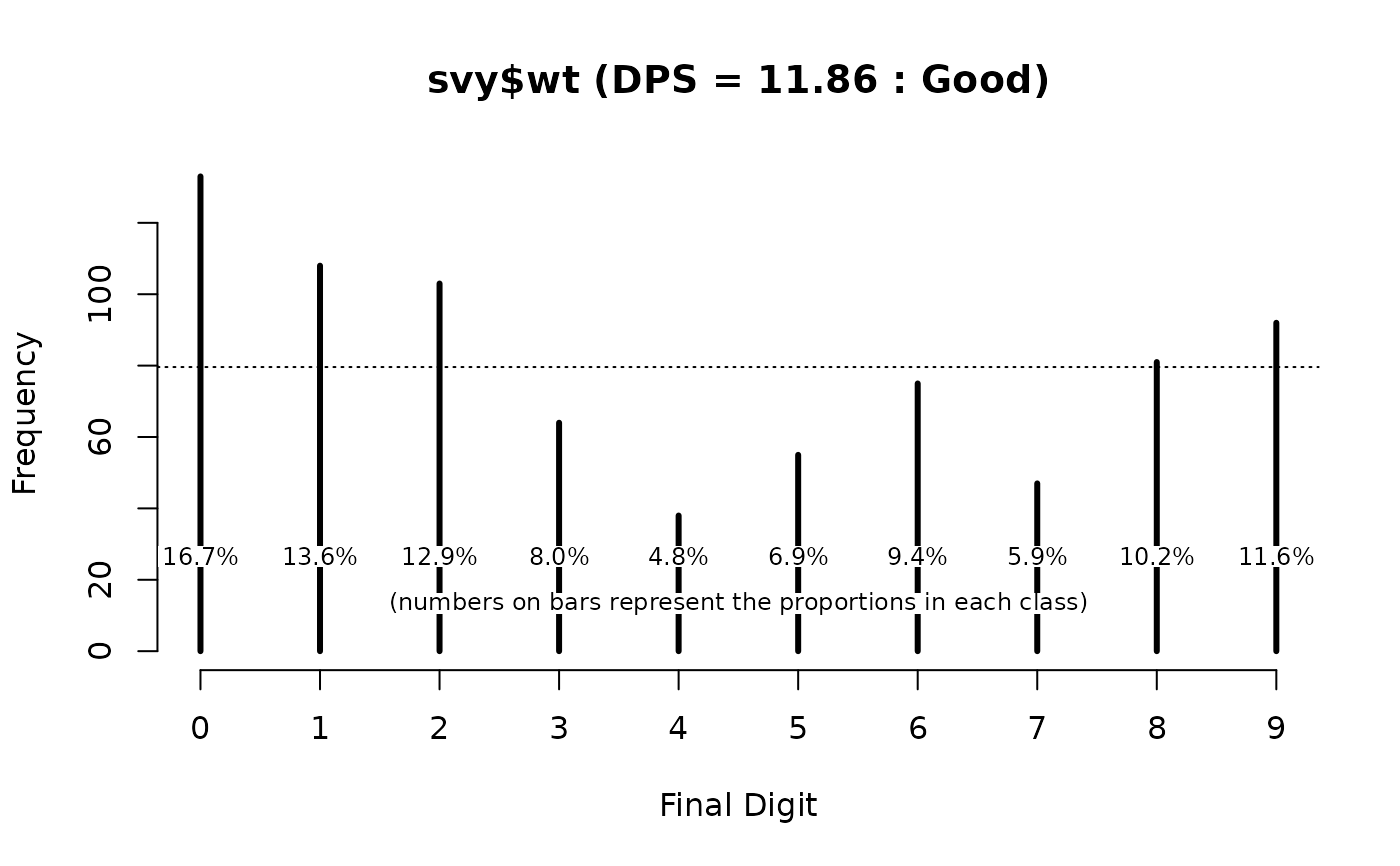 svy$wt (DPS = 11.86 : Good)
Frequency
100
60
20
0
16.7% 13.6% 12.9% 8.0% 4.8% 6.9% 9.4% 5.9% 10.2% 11.6%
(numbers on bars represent the proportions in each class)
0 1 2 3 4 5 6 7 8 9
Final Digit